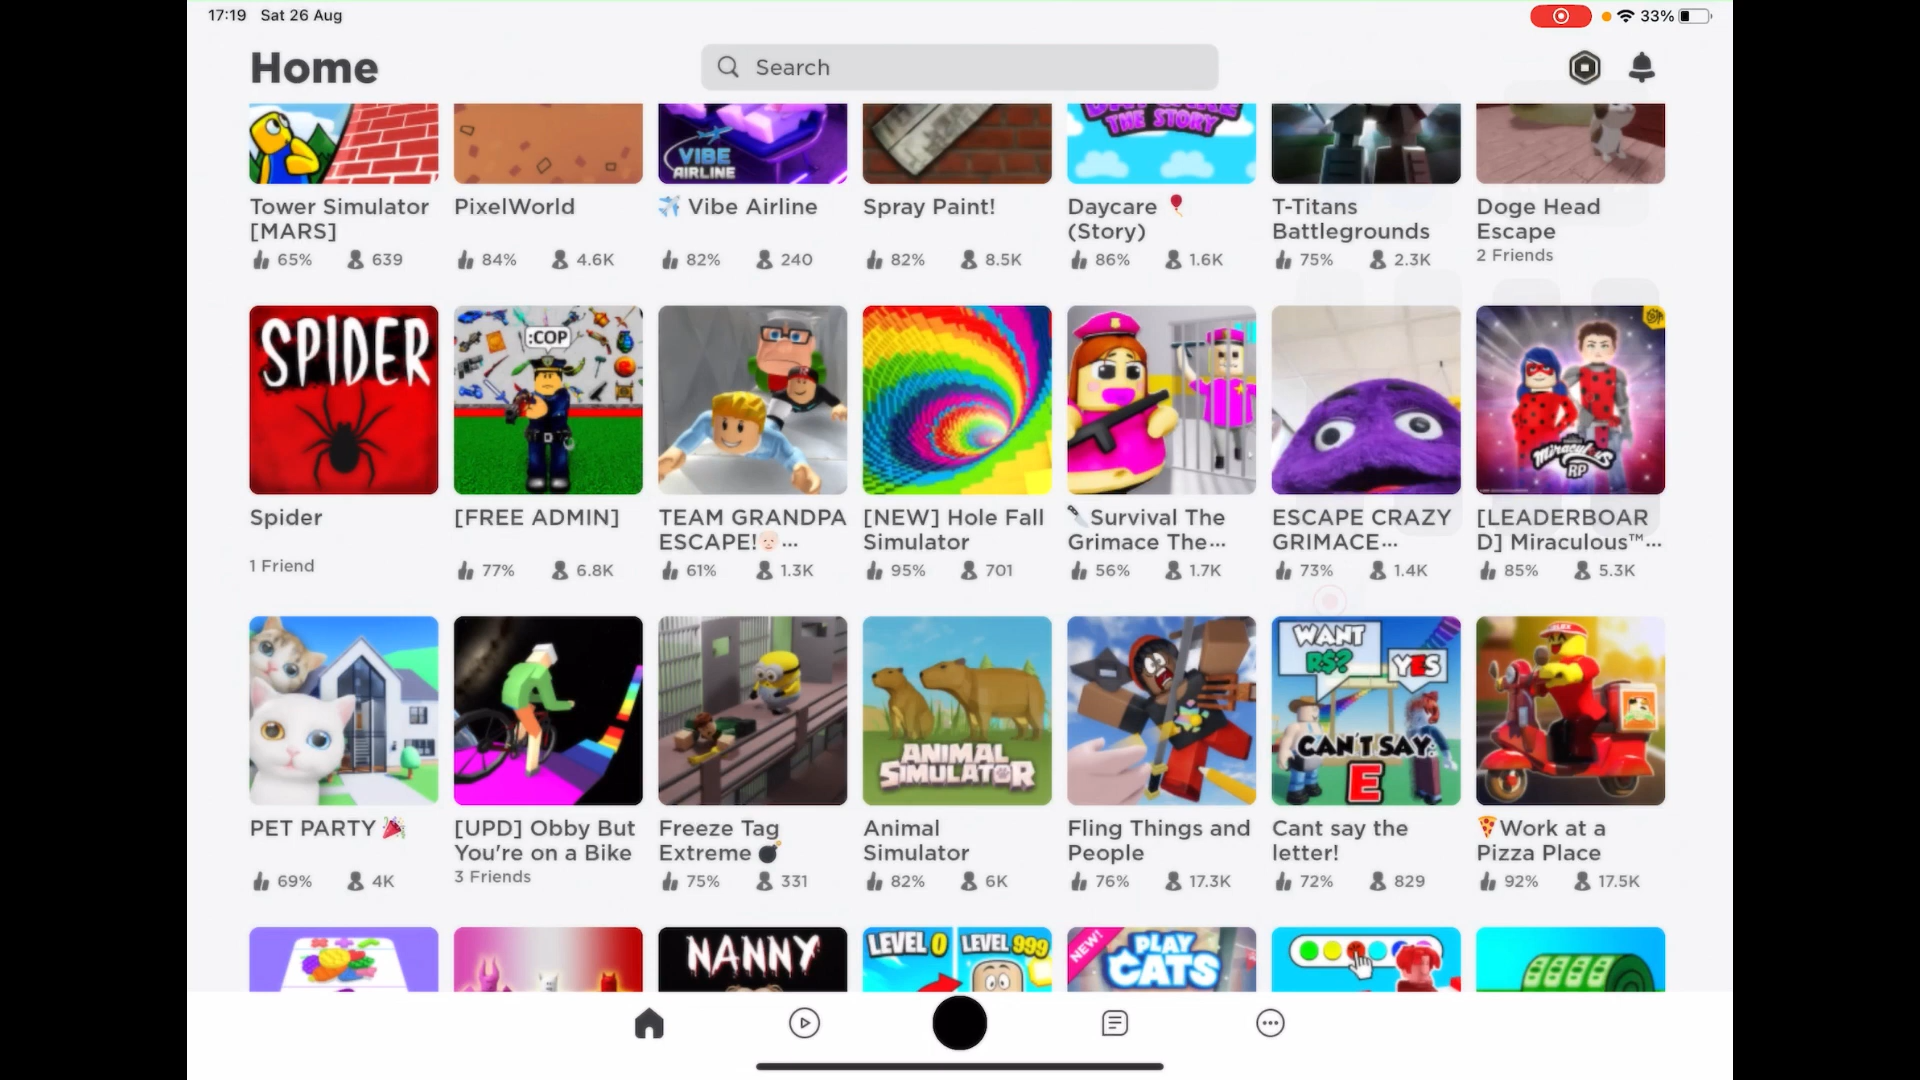 17:19 Sat 26 Aug
33%
Home
Search
VIBE
AIRLINE
THE STORY
Tower Simulator
[MARS]
65% 639
PixelWorld
84% 4.6K
✈️ Vibe Airline
82% 240
Spray Paint!
82% 8.5K
Daycare 🎈
(Story)
86% 1.6K
T-Titans
Battlegrounds
75% 2.3K
Doge Head
Escape
2 Friends
SPIDER
:COP
Miraculous
RP
Spider
1 Friend
[FREE ADMIN]
77% 6.8K
TEAM GRANDPA
ESCAPE!👴🏻...
61% 1.3K
[NEW] Hole Fall
Simulator
95% 701
🔪Survival The
Grimace The...
56% 1.7K
ESCAPE CRAZY
GRIMACE...
73% 1.4K
[LEADERBOAR
D] Miraculous™...
85% 5.3K
ANIMAL
SIMULATOR
WANT
R$?
YES
CAN'T SAY:
E
PET PARTY 🎉
69% 4K
[UPD] Obby But
You're on a Bike
3 Friends
Freeze Tag
Extreme 💣
75% 331
Animal
Simulator
82% 6K
Fling Things and
People
76% 17.3K
Cant say the
letter!
72% 829
🍕Work at a
Pizza Place
92% 17.5K
NANNY
LEVEL 0 LEVEL 999
NEW!
PLAY
CATS